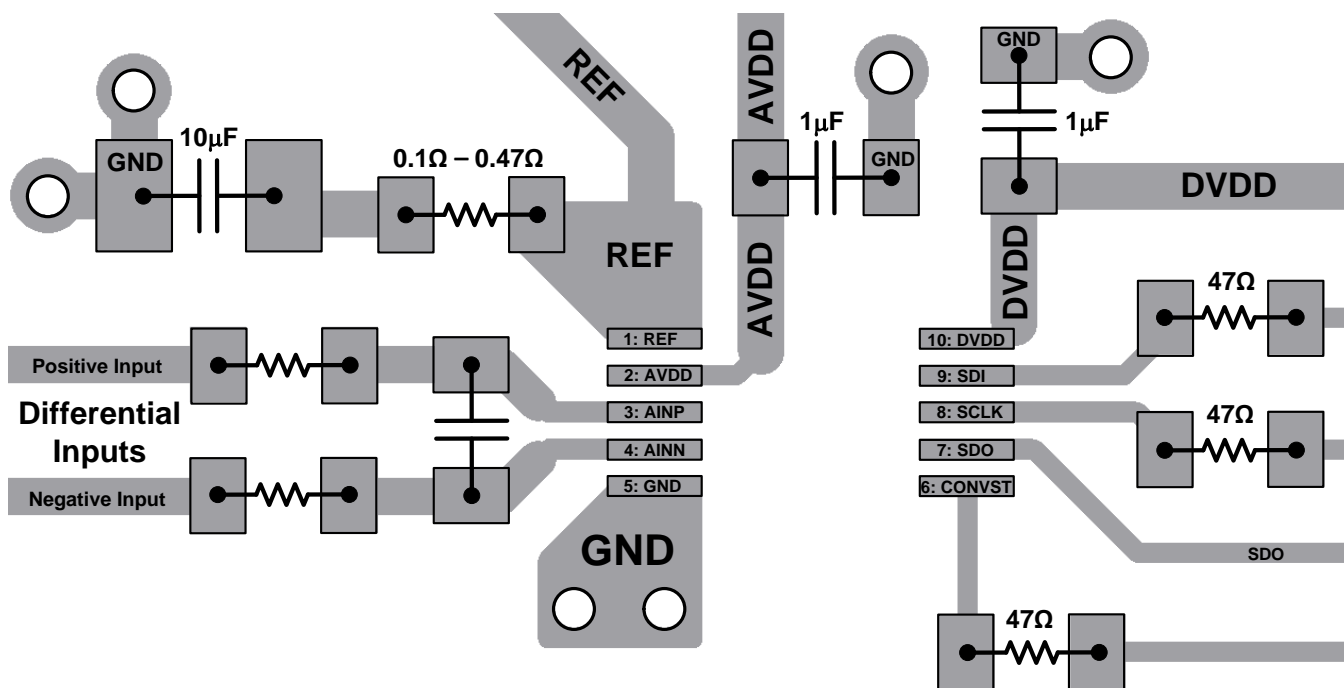 REF
AVDD
GND
10μF
GND
0.1Ω – 0.47Ω
1μF
GND
1μF
DVDD
REF
AVDD
DVDD
47Ω
1: REF
10: DVDD
Positive Input
2: AVDD
9: SDI
Differential
Inputs
3: AINP
8: SCLK
47Ω
4: AINN
7: SDO
Negative Input
5: GND
6: CONVST
GND
SDO
47Ω